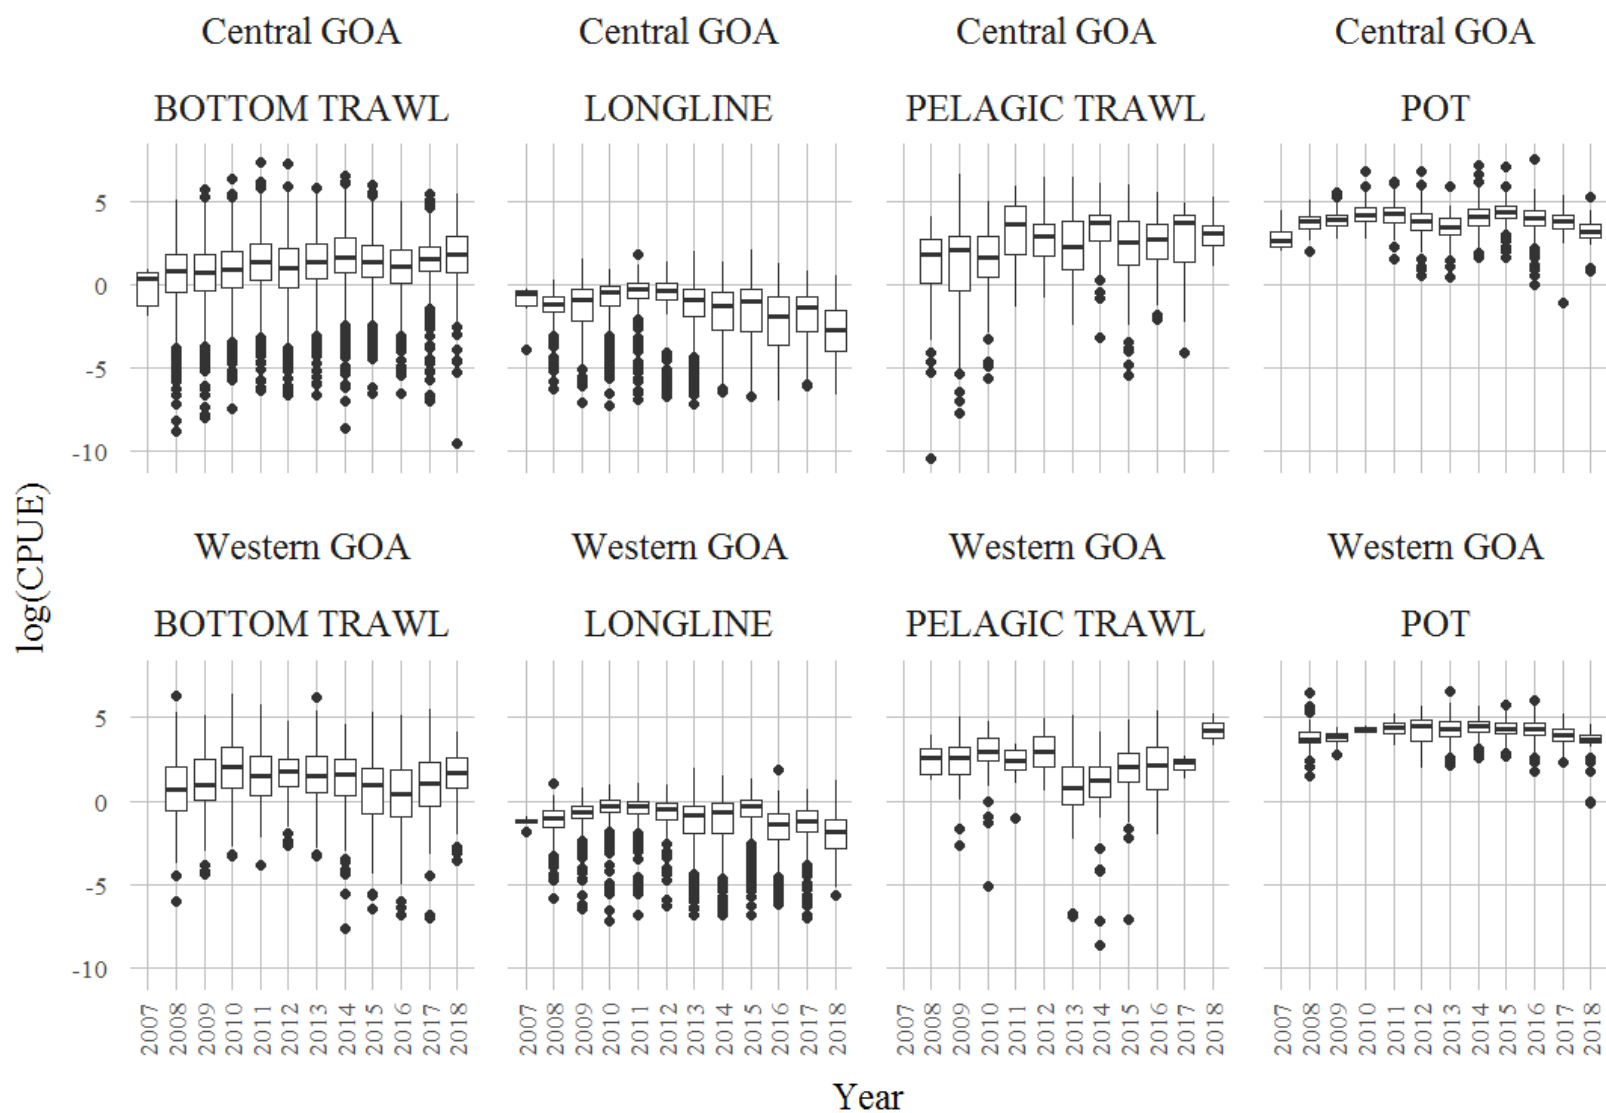 Central GOA Central GOA Central GOA Central GOA
BOTTOM TRAWL LONGLINE PELAGIC TRAWL POT
5
0
-5
-10
log(CPUE)
Western GOA Western GOA Western GOA Western GOA
BOTTOM TRAWL LONGLINE PELAGIC TRAWL POT
5
0
-5
-10
2007 2008 2009 2010 2011 2012 2013 2014 2015 2016 2017 2018 2007 2008 2009 2010 2011 2012 2013 2014 2015 2016 2017 2018 2007 2008 2009 2010 2011 2012 2013 2014 2015 2016 2017 2018 2007 2008 2009 2010 2011 2012 2013 2014 2015 2016 2017 2018
Year